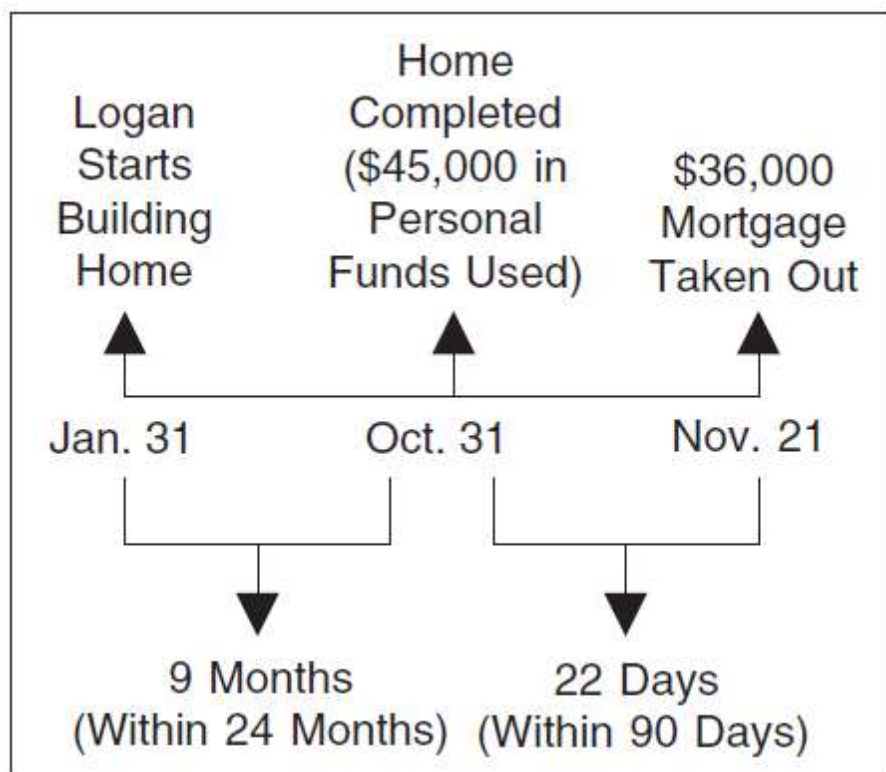 Logan
Starts
Building
Home
Home
Completed
($45,000 in
Personal
Funds Used)
$36,000
Mortgage
Taken Out
Jan. 31
Oct. 31
Nov. 21
9 Months
(Within 24 Months)
22 Days
(Within 90 Days)